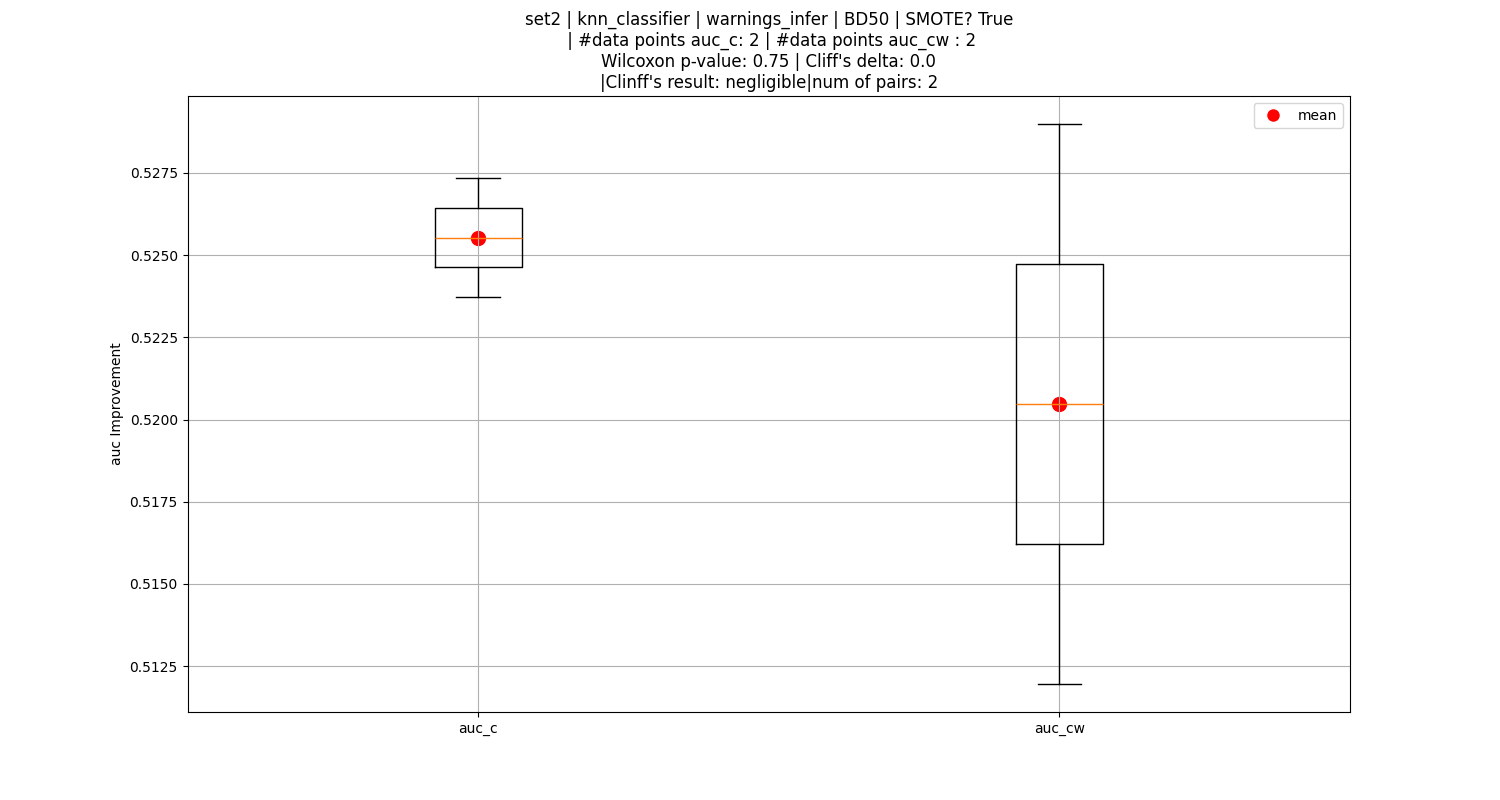 set2 | knn_classifier | warnings_infer | BD50 | SMOTE? True
| #data points auc_c: 2 | #data points auc_cw : 2
Wilcoxon p-value: 0.75 | Cliff's delta: 0.0
|Clinff's result: negligible|num of pairs: 2
mean
0.5275
0.5250
0.5225
0.5200
0.5175
0.5150
0.5125
auc Improvement
auc_c
auc_cw